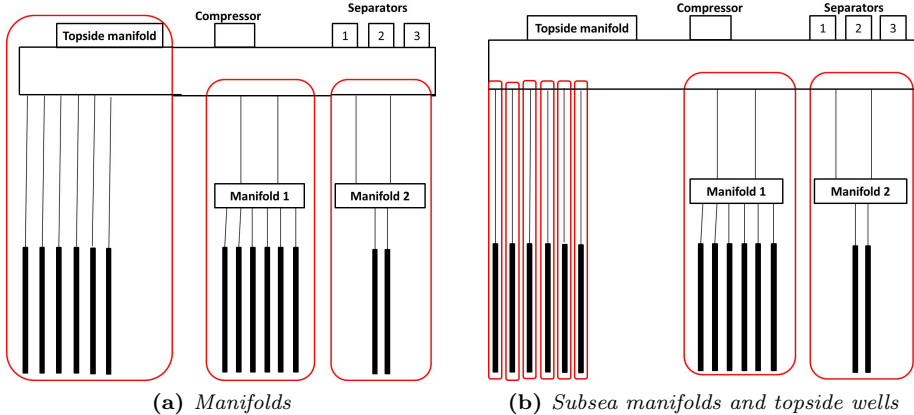 Compressor
Separators
Topside manifold
1
2
3
Manifold 1
Manifold 2
(a) Manifolds
Compressor
Separators
Topside manifold
1
2
3
Manifold 1
Manifold 2
(b) Subsea manifolds and topside wells